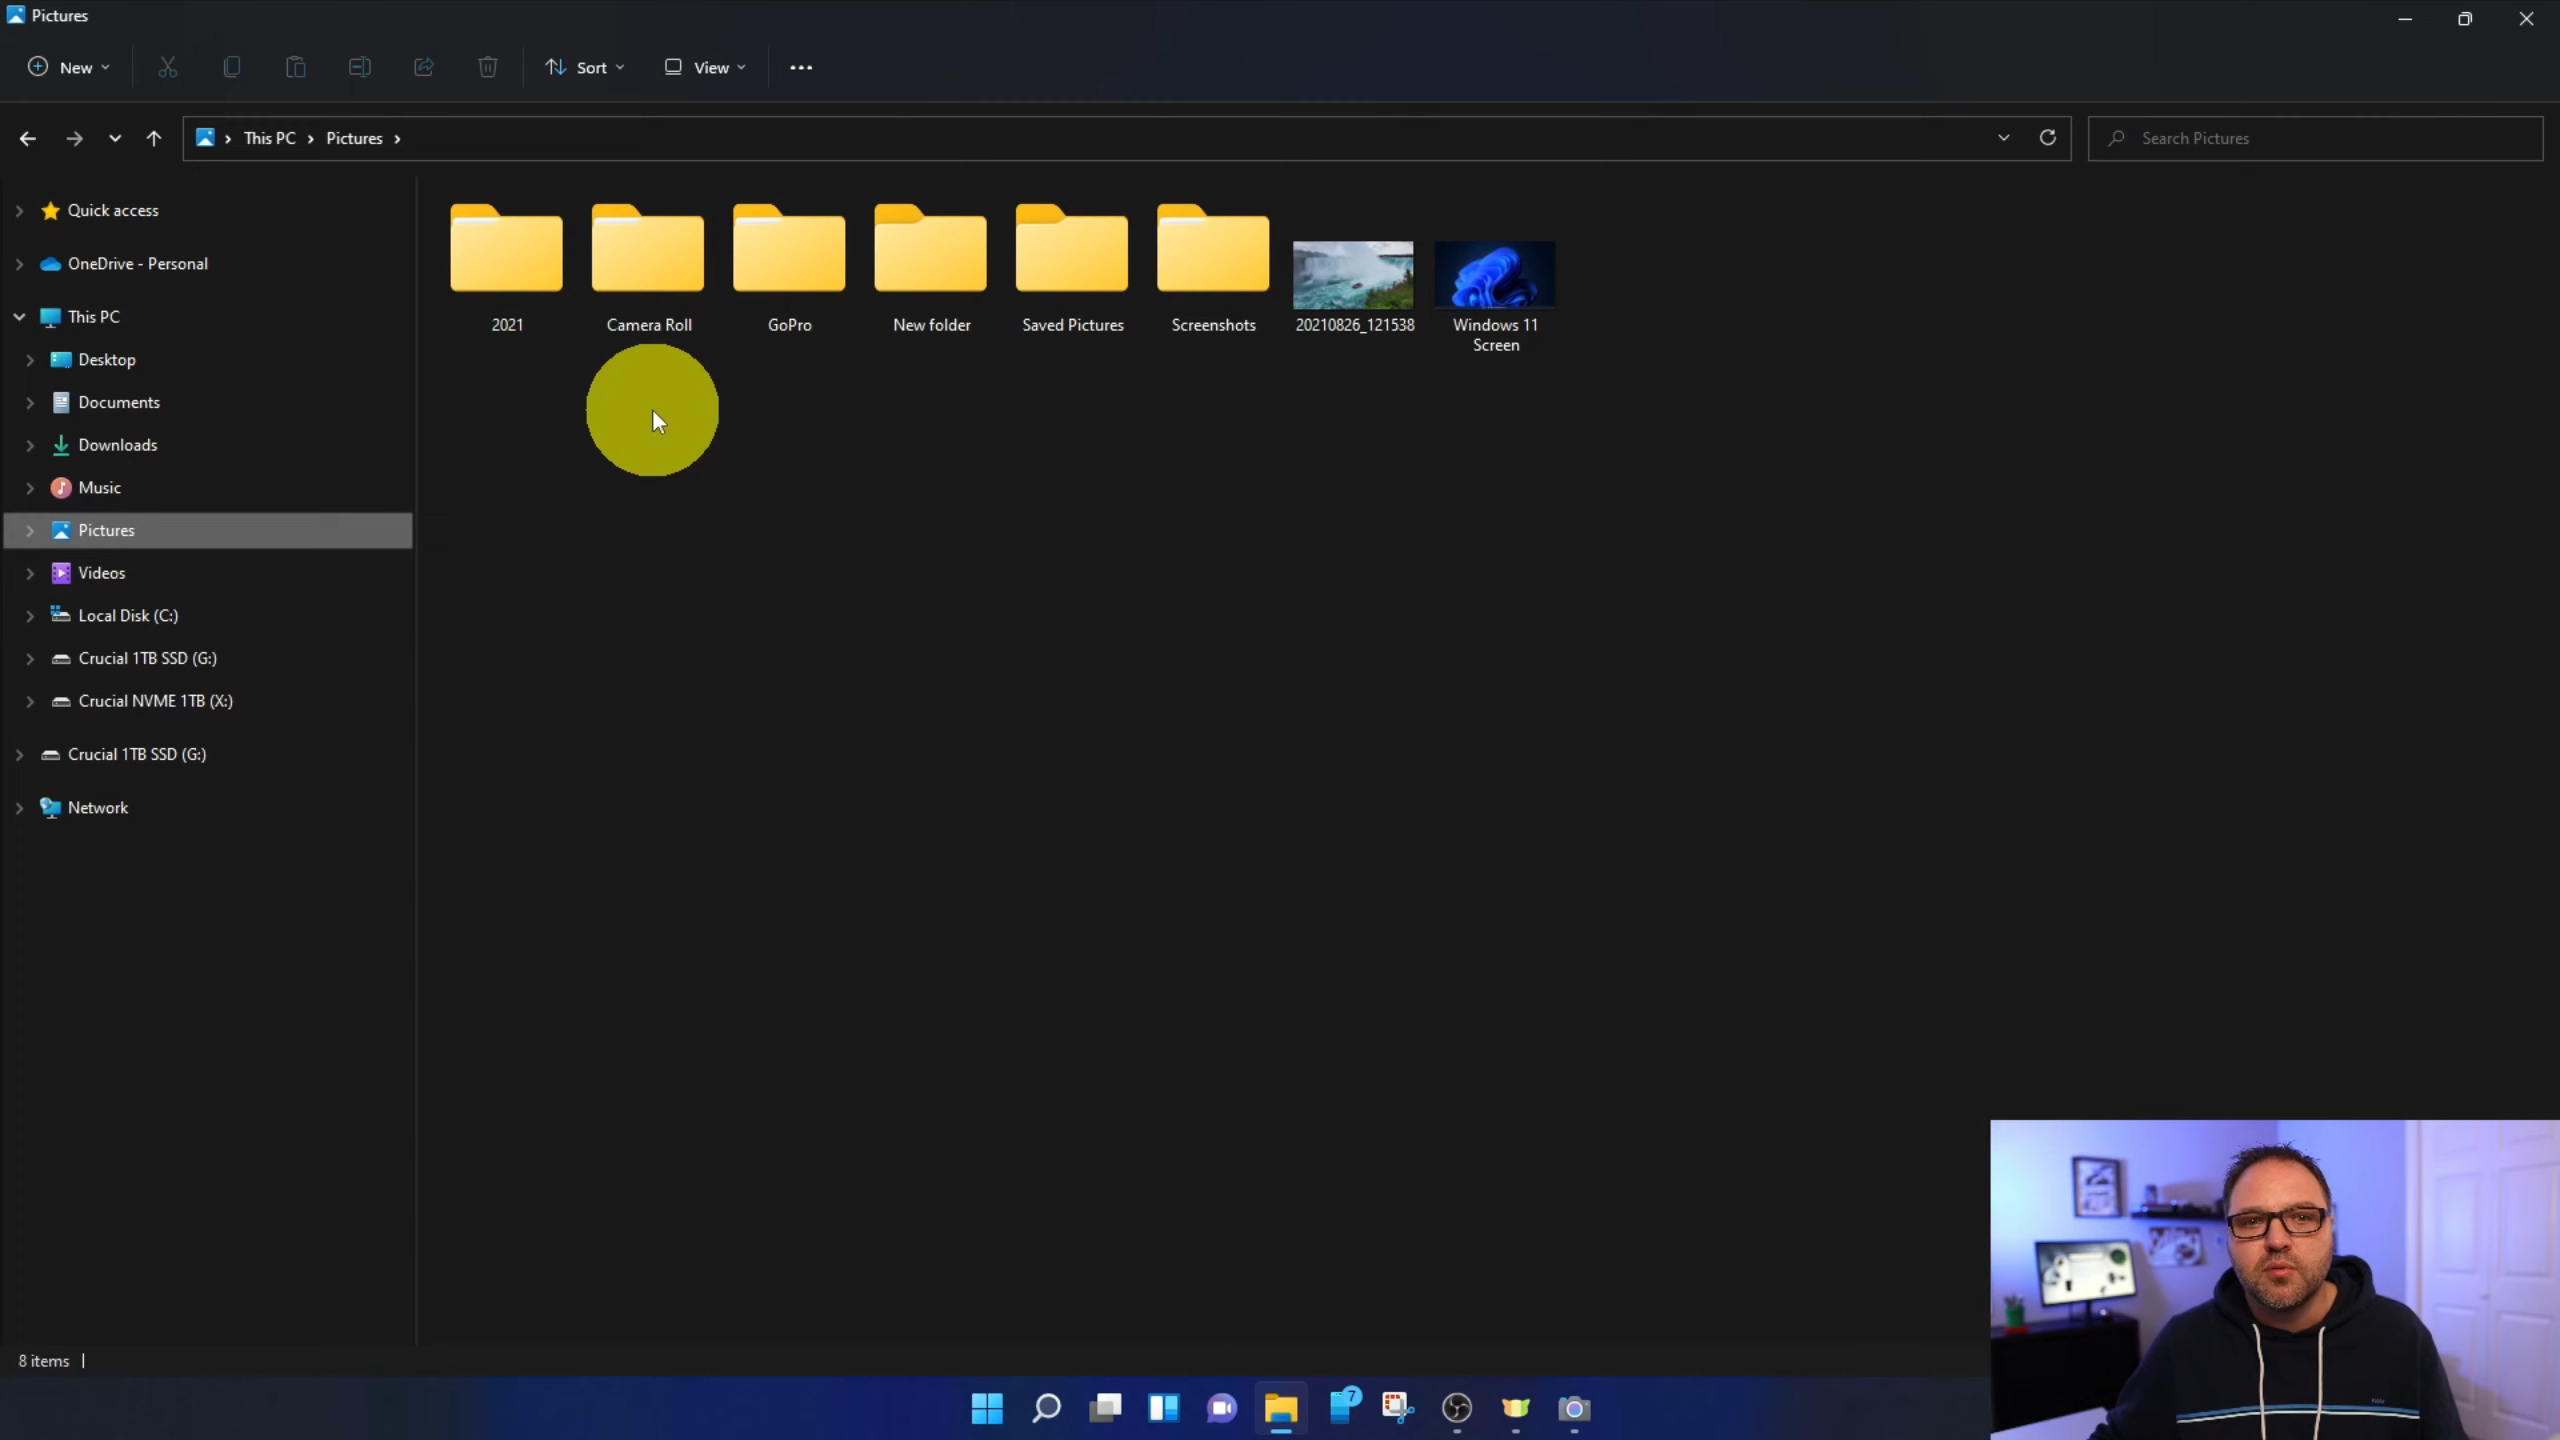 Pictures
New
Sort
View
This PC
Pictures
Search Pictures
Quick access
OneDrive - Personal
This PC
Desktop
Documents
Downloads
Music
Pictures
Videos
Local Disk (C:)
Crucial 1TB SSD (G:)
Crucial NVME 1TB (X:)
Crucial 1TB SSD (G:)
Network
2021
Camera Roll
GoPro
New folder
Saved Pictures
Screenshots
20210826_121538
Windows 11
Screen
8 items
7